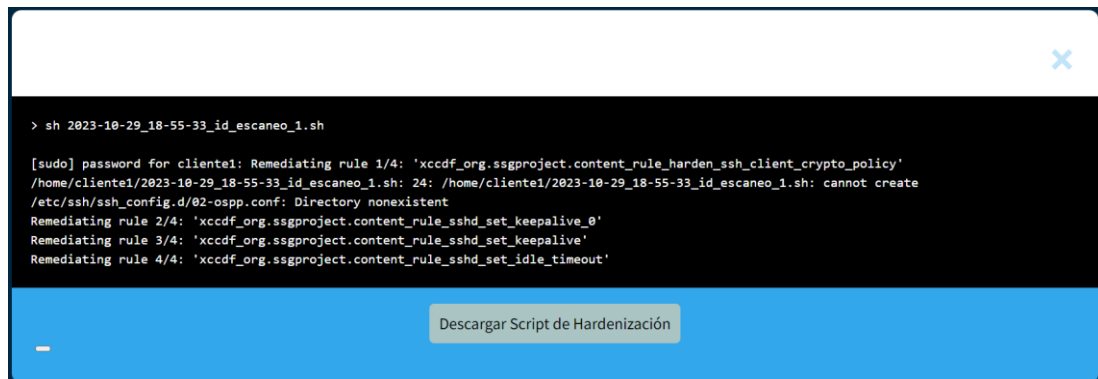 > sh 2023-10-29_18-55-33_id_escaneo_1.sh
[sudo] password for cliente1: Remediating rule 1/4: 'xccdf_org.ssgproject.content_rule_harden_ssh_client_crypto_policy'
/home/cliente1/2023-10-29_18-55-33_id_escaneo_1.sh: 24: /home/cliente1/2023-10-29_18-55-33_id_escaneo_1.sh: cannot create
/etc/ssh/ssh_config.d/02-ospp.conf: Directory nonexistent
Remediating rule 2/4: 'xccdf_org.ssgproject.content_rule_sshd_set_keepalive_0'
Remediating rule 3/4: 'xccdf_org.ssgproject.content_rule_sshd_set_keepalive'
Remediating rule 4/4: 'xccdf_org.ssgproject.content_rule_sshd_set_idle_timeout'
Descargar Script de Hardenización